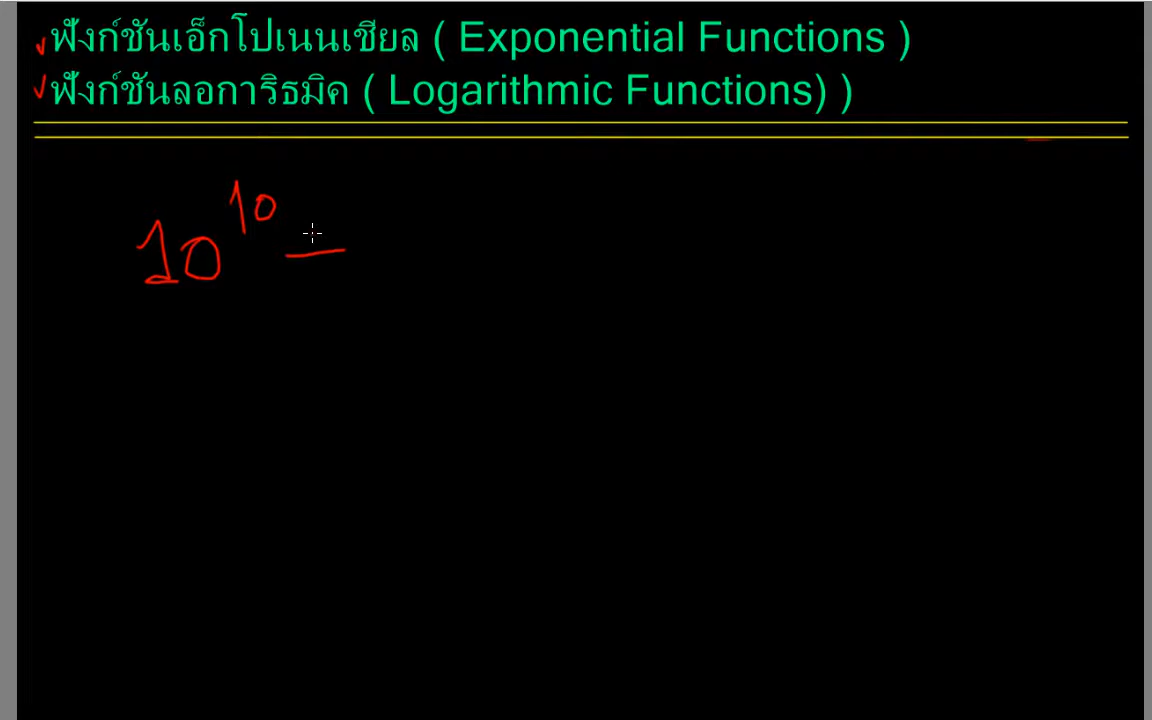 ฟังก์ชันเอ็กโปเนนเชียล ( Exponential Functions )
ฟังก์ชันลอการิธมิค ( Logarithmic Functions) )
10^10 —